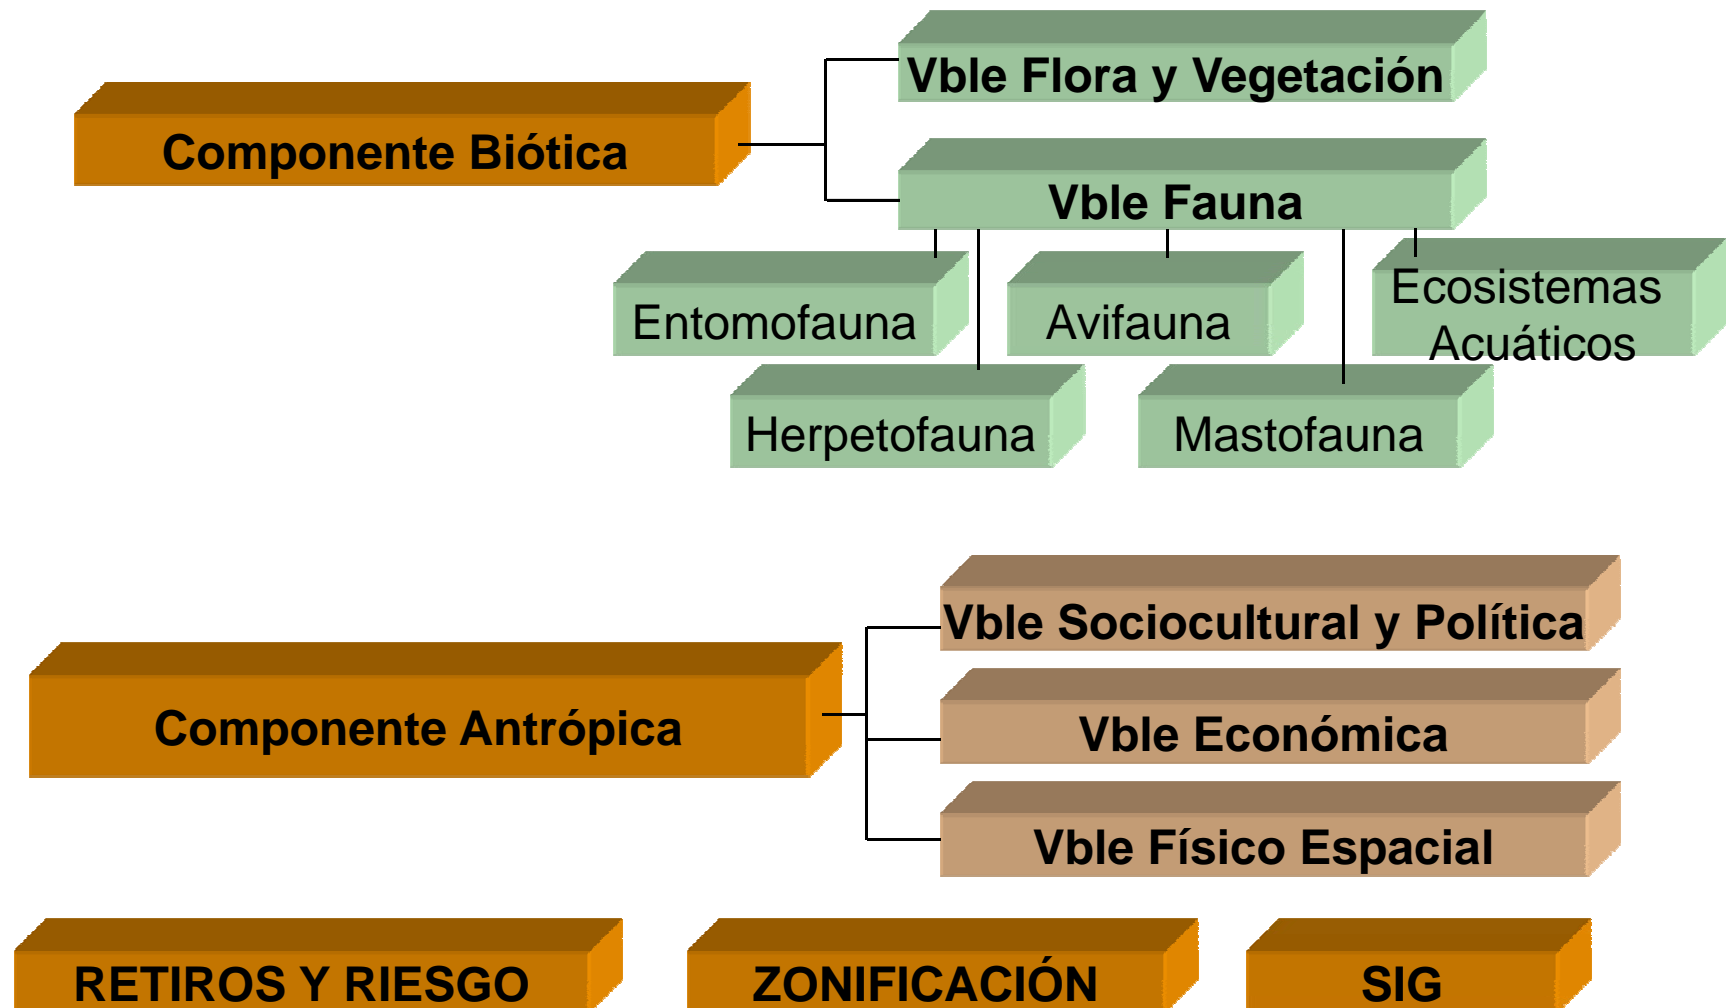 Vble Flora y Vegetación
Componente Biótica
Vble Fauna
Entomofauna
Avifauna
Ecosistemas
Acuáticos
Herpetofauna
Mastofauna
Vble Sociocultural y Política
Componente Antrópica
Vble Económica
Vble Físico Espacial
RETIROS Y RIESGO
ZONIFICACIÓN
SIG